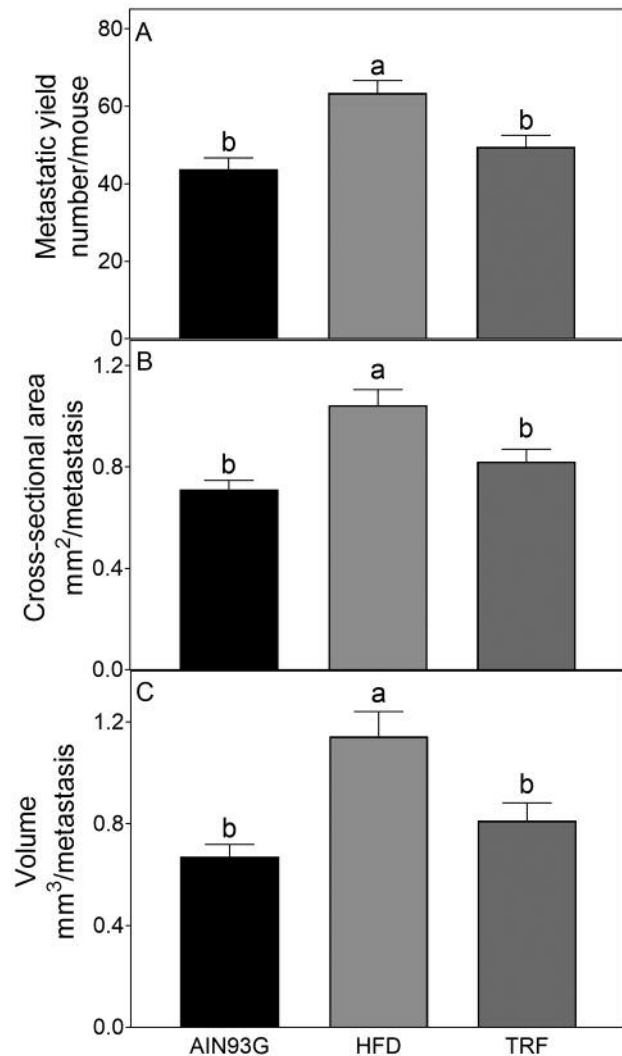 A
Metastatic yield
number/mouse
80
60
40
20
0
b
a
b
B
Cross-sectional area
mm²/metastasis
1.2
0.8
0.4
0.0
b
a
b
C
Volume
mm³/metastasis
1.2
0.8
0.4
0.0
b
a
b
AIN93G HFD TRF